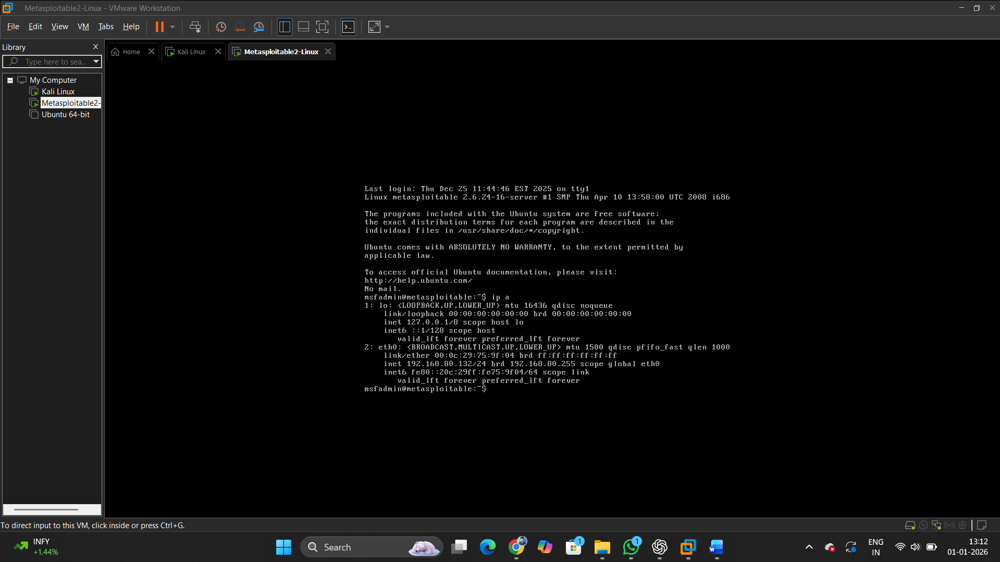 Metasploitable2-Linux - VMware Workstation
File Edit View VM Tabs Help
Library
Type here to sea...
My Computer
Kali Linux
Metasploitable2-
Ubuntu 64-bit
Home
Kali Linux
Metasploitable2-Linux
Last login: Thu Dec 25 11:44:46 EST 2025 on tty1
Linux metasploitable 2.6.24-16-server #1 SMP Thu Apr 10 13:58:00 UTC 2008 i686
The programs included with the Ubuntu system are free software;
the exact distribution terms for each program are described in the
individual files in /usr/share/doc/*/copyright.
Ubuntu comes with ABSOLUTELY NO WARRANTY, to the extent permitted by
applicable law.
To access official Ubuntu documentation, please visit:
http://help.ubuntu.com/
No mail.
msfadmin@metasploitable:~$ ip a
1: lo: <LOOPBACK,UP,LOWER_UP> mtu 16436 qdisc noqueue
link/loopback 00:00:00:00:00:00 brd 00:00:00:00:00:00
inet 127.0.0.1/8 scope host lo
inet6 ::1/128 scope host
valid_lft forever preferred_lft forever
2: eth0: <BROADCAST,MULTICAST,UP,LOWER_UP> mtu 1500 qdisc pfifo_fast qlen 1000
link/ether 00:0c:29:75:9f:04 brd ff:ff:ff:ff:ff:ff
inet 192.168.80.132/24 brd 192.168.80.255 scope global eth0
inet6 fe80::20c:29ff:fe75:9f04/64 scope link
valid_lft forever preferred_lft forever
msfadmin@metasploitable:~$
To direct input to this VM, click inside or press Ctrl+G.
INFY
+1.44%
Search
1
1
W
ENG
IN
13:12
01-01-2026